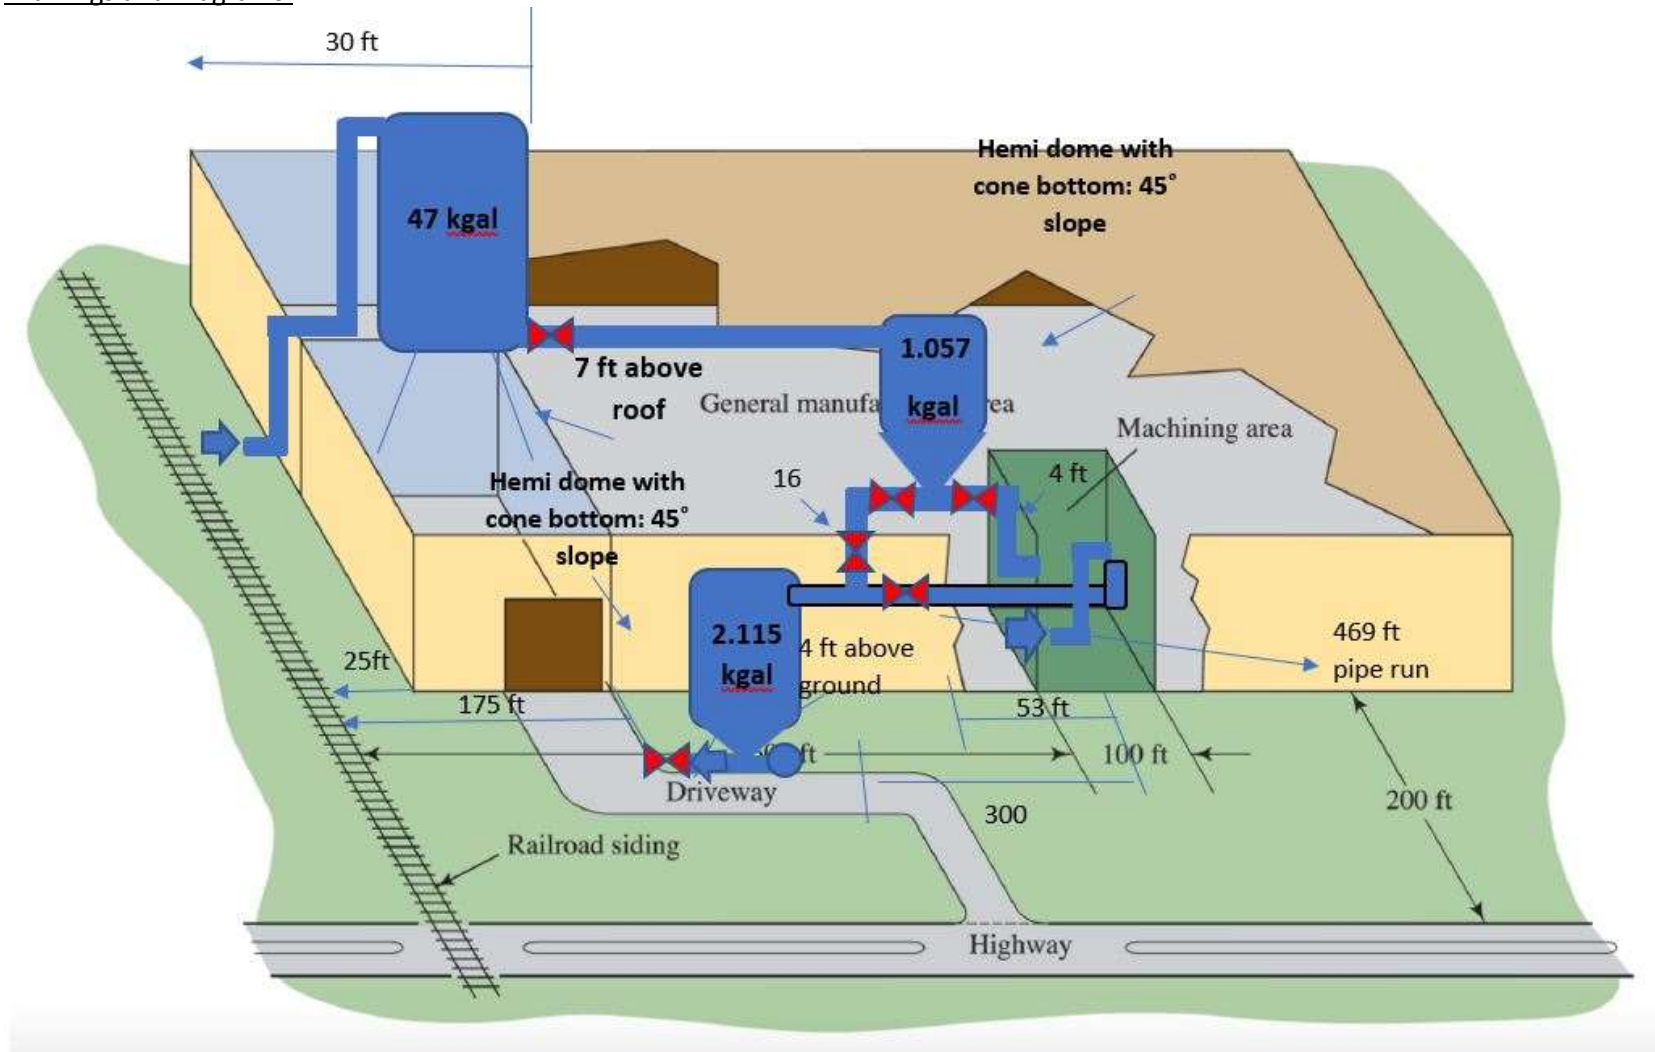 30 ft
47 kgal
Hemi dome with
cone bottom: 45˚
slope
1.057
kgal
7 ft above
roof
General manufa
rea
Machining area
16
4 ft
Hemi dome with
cone bottom: 45˚
slope
2.115
kgal
4 ft above
ground
469 ft
pipe run
25ft
175 ft
53 ft
ft
100 ft
Driveway
300
200 ft
Railroad siding
Highway